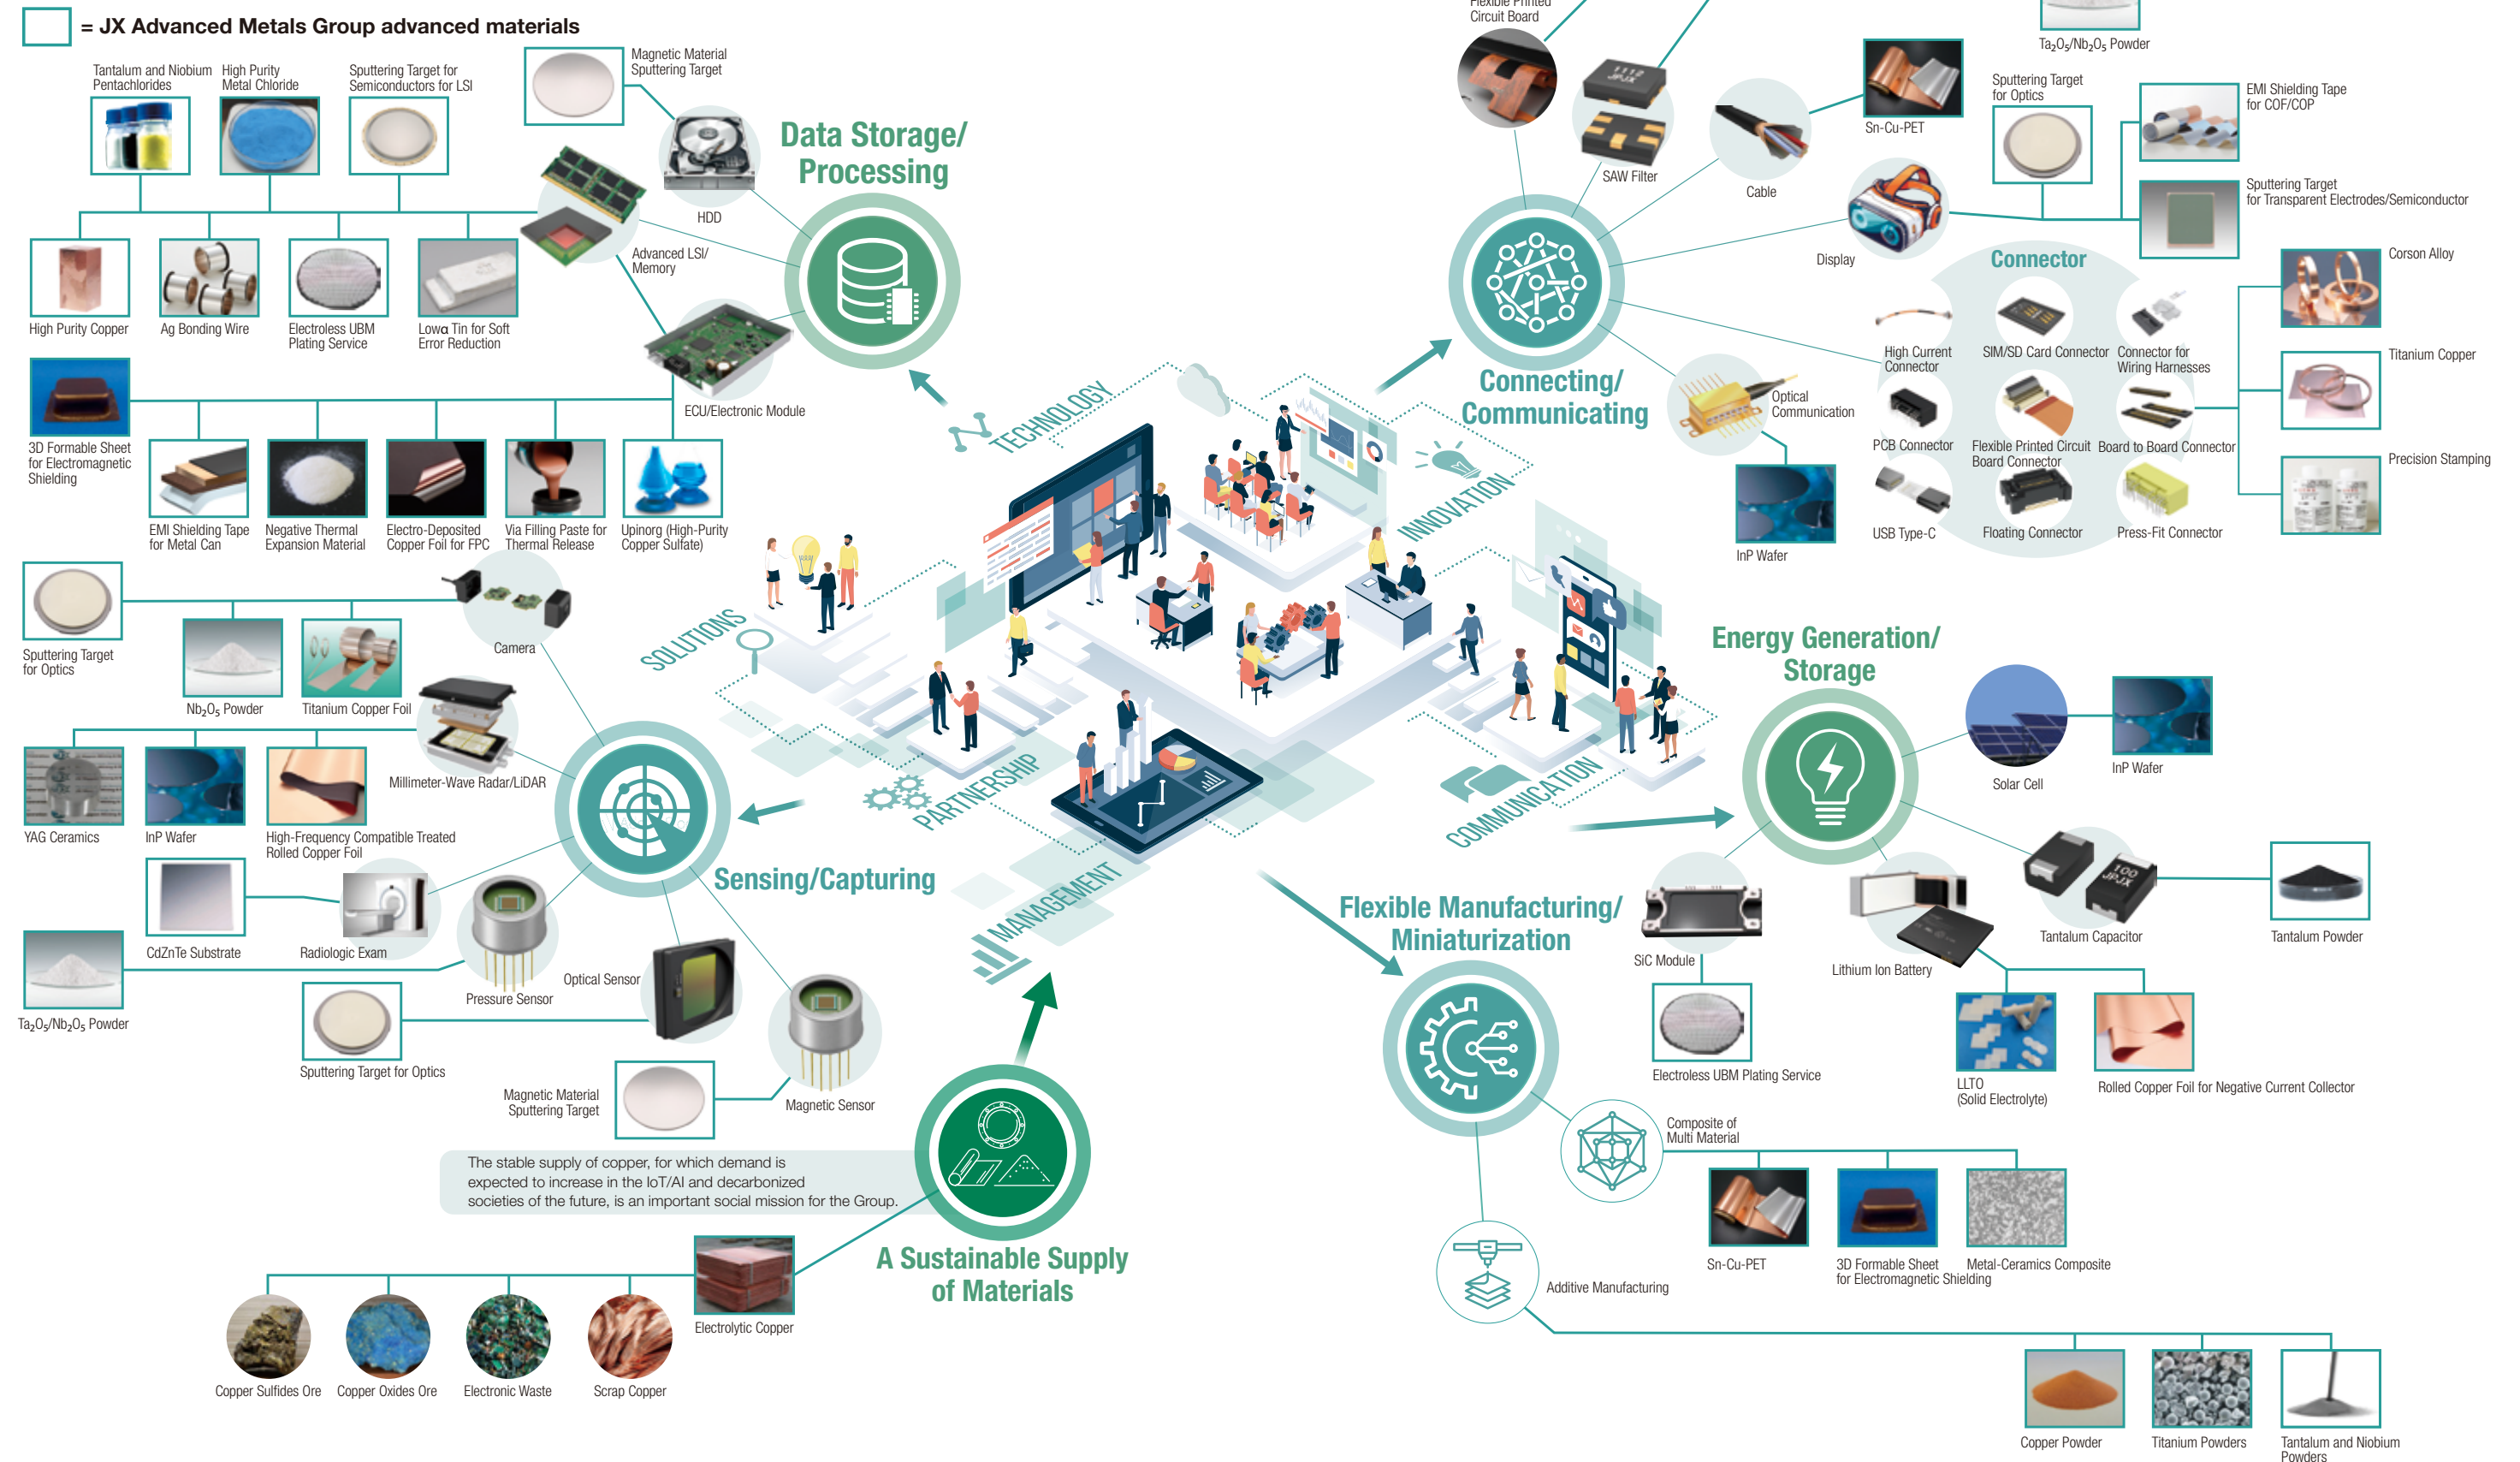 = JX Advanced Metals Group advanced materials
Tantalum and Niobium
Pentachlorides
High Purity
Metal Chloride
Sputtering Target for
Semiconductors for LSI
Magnetic Material
Sputtering Target
HDD
Data Storage/
Processing
Advanced LSI/
Memory
High Purity Copper
Ag Bonding Wire
Electroless UBM
Plating Service
Lowα Tin for Soft
Error Reduction
ECU/Electronic Module
3D Formable Sheet
for Electromagnetic
Shielding
EMI Shielding Tape
for Metal Can
Negative Thermal
Expansion Material
Electro-Deposited
Copper Foil for FPC
Via Filling Paste for
Thermal Release
Upinorg (High-Purity
Copper Sulfate)
Flexible Printed
Circuit Board
1112
JPJX
SAW Filter
Cable
Sn-Cu-PET
Ta₂O₅/Nb₂O₅ Powder
Sputtering Target
for Optics
EMI Shielding Tape
for COF/COP
Sputtering Target
for Transparent Electrodes/Semiconductor
Display
Connector
High Current
Connector
SIM/SD Card Connector
Connector for
Wiring Harnesses
PCB Connector
Flexible Printed Circuit
Board Connector
Board to Board Connector
USB Type-C
Floating Connector
Press-Fit Connector
Corson Alloy
Titanium Copper
Precision Stamping
Connecting/
Communicating
Optical
Communication
InP Wafer
TECHNOLOGY
INNOVATION
SOLUTIONS
PARTNERSHIP
COMMUNICATION
MANAGEMENT
Sputtering Target
for Optics
Nb₂O₅ Powder
Titanium Copper Foil
Camera
Millimeter-Wave Radar/LiDAR
YAG Ceramics
InP Wafer
High-Frequency Compatible Treated
Rolled Copper Foil
Sensing/Capturing
CdZnTe Substrate
Radiologic Exam
Pressure Sensor
Ta₂O₅/Nb₂O₅ Powder
Optical Sensor
Sputtering Target for Optics
Magnetic Material
Sputtering Target
Magnetic Sensor
Energy Generation/
Storage
Solar Cell
InP Wafer
100
JPJX
Tantalum Capacitor
Tantalum Powder
SiC Module
Electroless UBM Plating Service
Lithium Ion Battery
LLTO
(Solid Electrolyte)
Rolled Copper Foil for Negative Current Collector
Flexible Manufacturing/
Miniaturization
Composite of
Multi Material
Sn-Cu-PET
3D Formable Sheet
for Electromagnetic Shielding
Metal-Ceramics Composite
Additive Manufacturing
Copper Powder
Titanium Powders
Tantalum and Niobium
Powders
The stable supply of copper, for which demand is
expected to increase in the IoT/AI and decarbonized
societies of the future, is an important social mission for the Group.
A Sustainable Supply
of Materials
Electrolytic Copper
Copper Sulfides Ore
Copper Oxides Ore
Electronic Waste
Scrap Copper